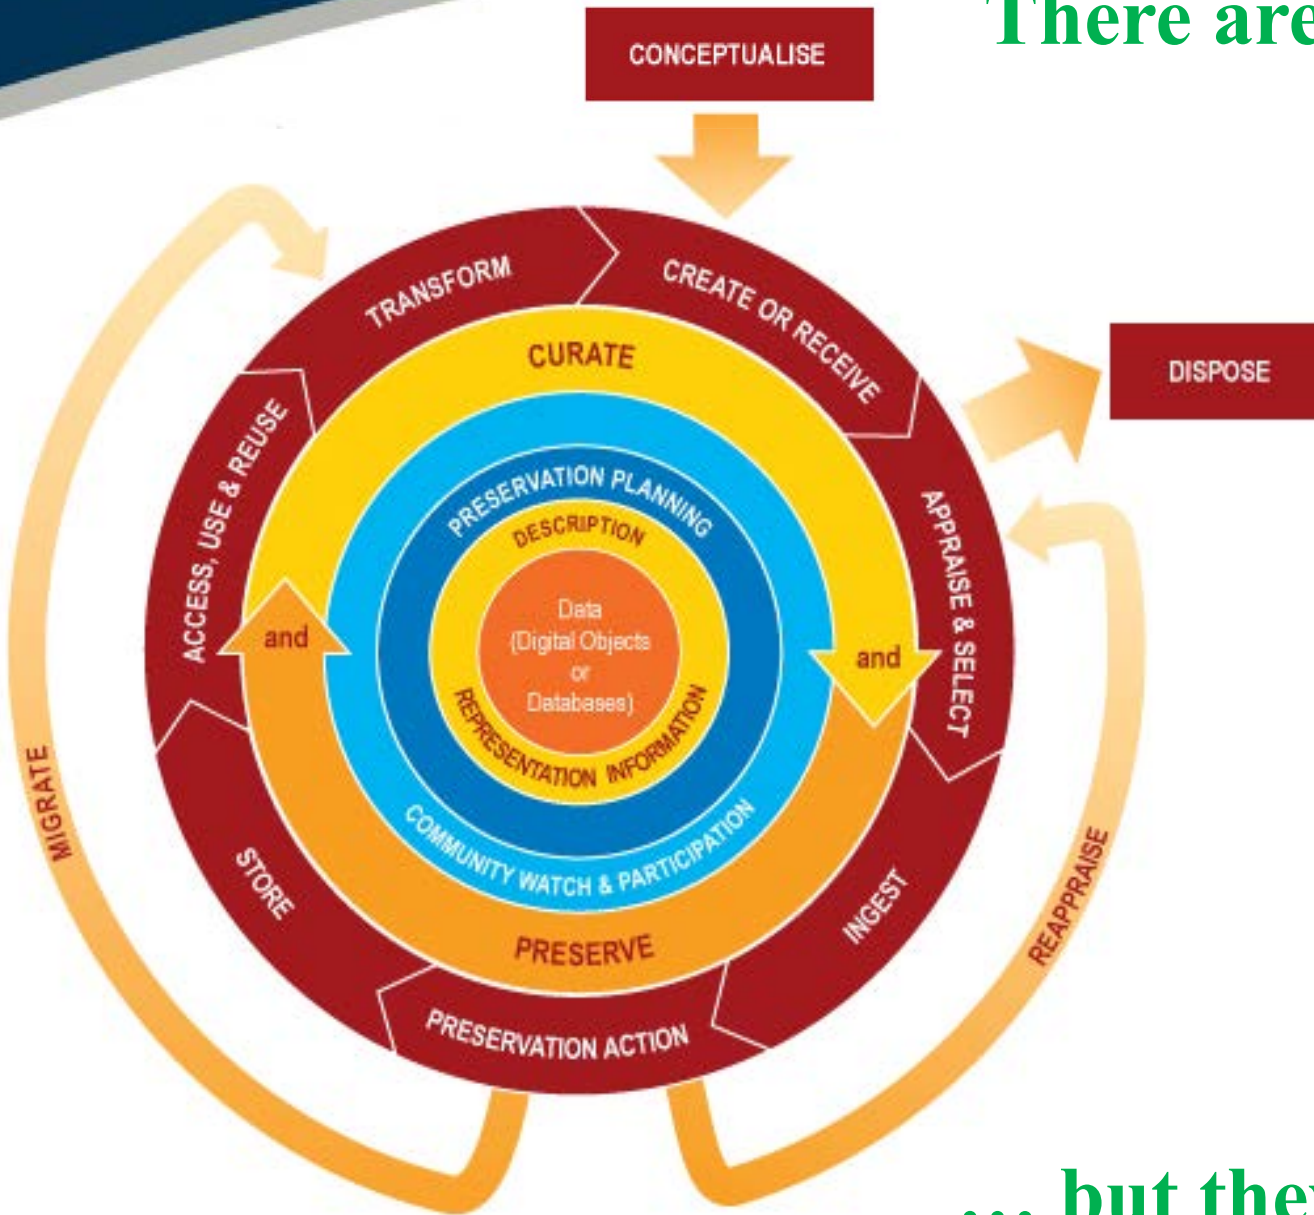 There are
CONCEPTUALISE
TRANSFORM
CREATE OR RECEIVE
DISPOSE
CURATE
ACCESS, USE & REUSE
APPRAISE & SELECT
PRESERVATION PLANNING
DESCRIPTION
Data
(Digital Objects
or
Databases)
and
and
REPRESENTATION INFORMATION
COMMUNITY WATCH & PARTICIPATION
MIGRATE
STORE
INGEST
REAPPRAISE
PRESERVE
PRESERVATION ACTION
... but they